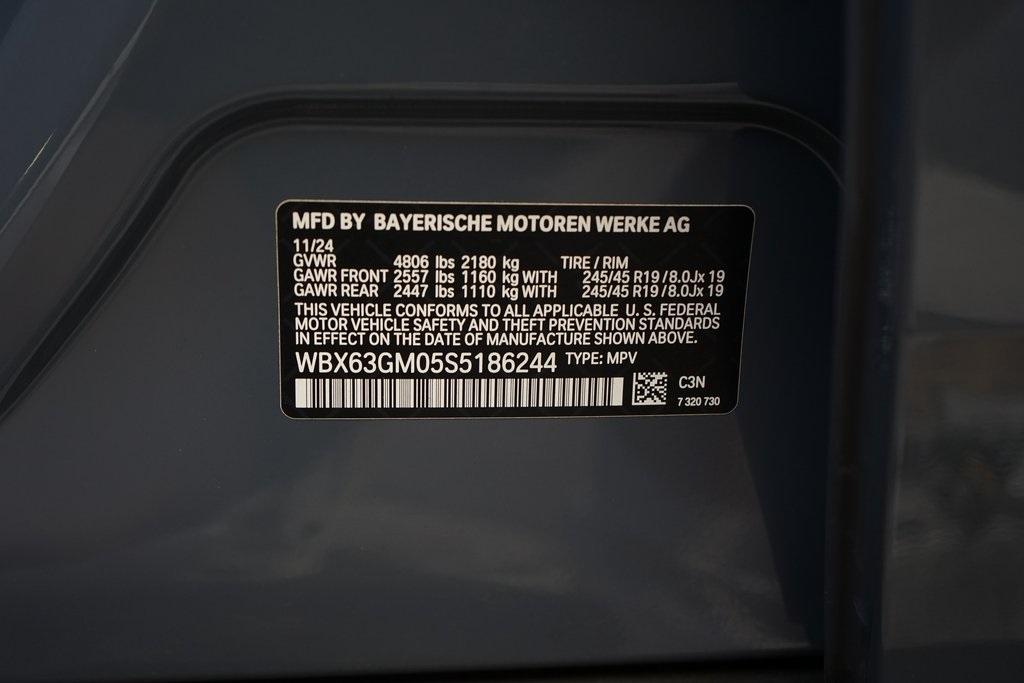 MFD BY BAYERISCHE MOTOREN WERKE AG
11/24
GVWR 4806 lbs 2180 kg TIRE / RIM
GAWR FRONT 2557 lbs 1160 kg WITH 245/45 R19 / 8.0Jx 19
GAWR REAR 2447 lbs 1110 kg WITH 245/45 R19 / 8.0Jx 19
THIS VEHICLE CONFORMS TO ALL APPLICABLE U. S. FEDERAL
MOTOR VEHICLE SAFETY AND THEFT PREVENTION STANDARDS
IN EFFECT ON THE DATE OF MANUFACTURE SHOWN ABOVE.
WBX63GM05S5186244 TYPE: MPV
C3N
7 320 730